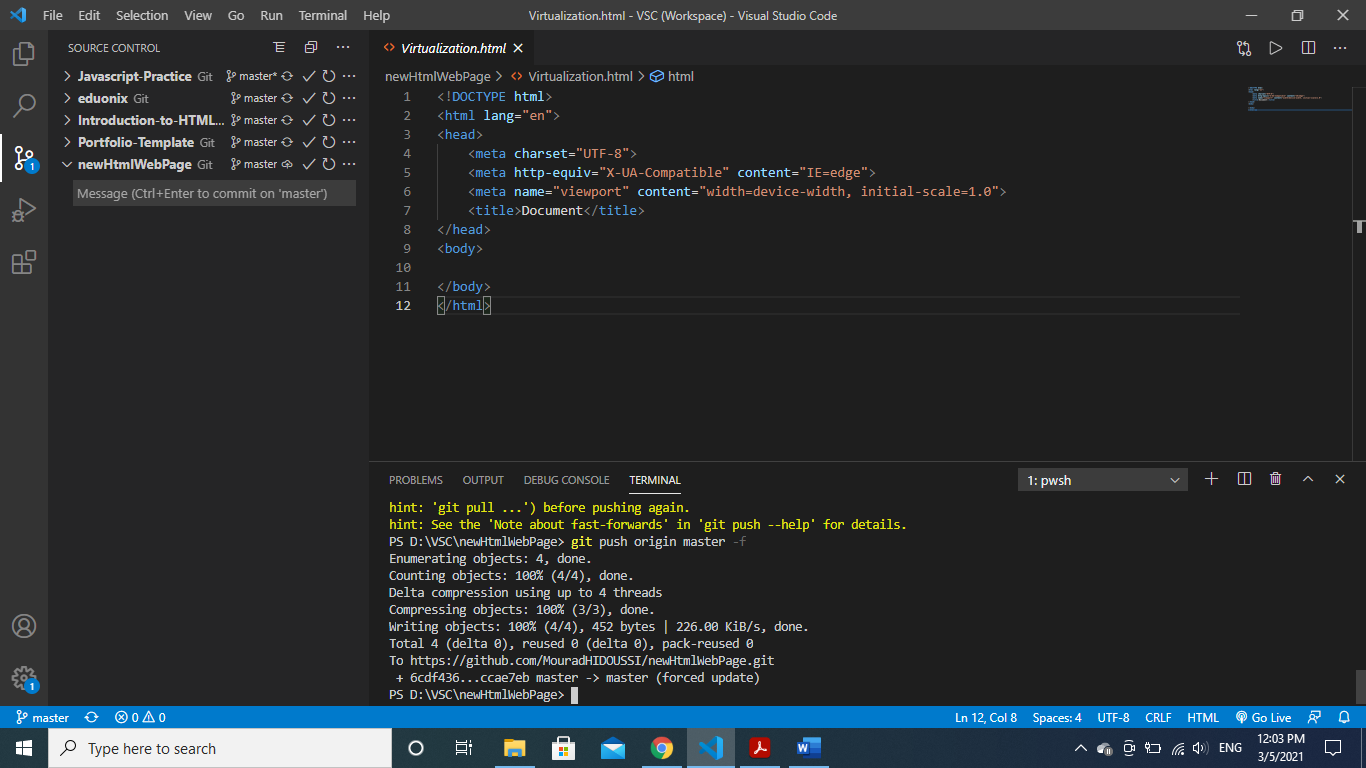 File Edit Selection View Go Run Terminal Help
Virtualization.html - VSC (Workspace) - Visual Studio Code
SOURCE CONTROL
Javascript-Practice Git master*
eduonix Git master
Introduction-to-HTML... master
Portfolio-Template Git master
newHtmlWebPage Git master
Message (Ctrl+Enter to commit on 'master')
1
1
Virtualization.html
newHtmlWebPage > Virtualization.html > html
1 <!DOCTYPE html>
2 <html lang="en">
3 <head>
4 <meta charset="UTF-8">
5 <meta http-equiv="X-UA-Compatible" content="IE=edge">
6 <meta name="viewport" content="width=device-width, initial-scale=1.0">
7 <title>Document</title>
8 </head>
9 <body>
10
11 </body>
12 </html>
PROBLEMS OUTPUT DEBUG CONSOLE TERMINAL
1: pwsh
hint: 'git pull ...') before pushing again.
hint: See the 'Note about fast-forwards' in 'git push --help' for details.
PS D:\VSC\newHtmlWebPage> git push origin master -f
Enumerating objects: 4, done.
Counting objects: 100% (4/4), done.
Delta compression using up to 4 threads
Compressing objects: 100% (3/3), done.
Writing objects: 100% (4/4), 452 bytes | 226.00 KiB/s, done.
Total 4 (delta 0), reused 0 (delta 0), pack-reused 0
To https://github.com/MouradHIDOUSSI/newHtmlWebPage.git
+ 6cdf436...ccae7eb master -> master (forced update)
PS D:\VSC\newHtmlWebPage>
master 0 0
Ln 12, Col 8 Spaces: 4 UTF-8 CRLF HTML Go Live
Type here to search
ENG
12:03 PM
3/5/2021